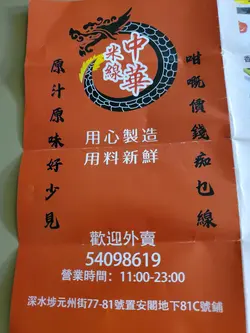 中華
米線
咁嘅價錢痴乜線
原汁原味好少見
用心製造
用料新鮮
歡迎外賣
54098619
營業時間：11:00-23:00
深水埗元州街77-81號置安閣地下81C號鋪